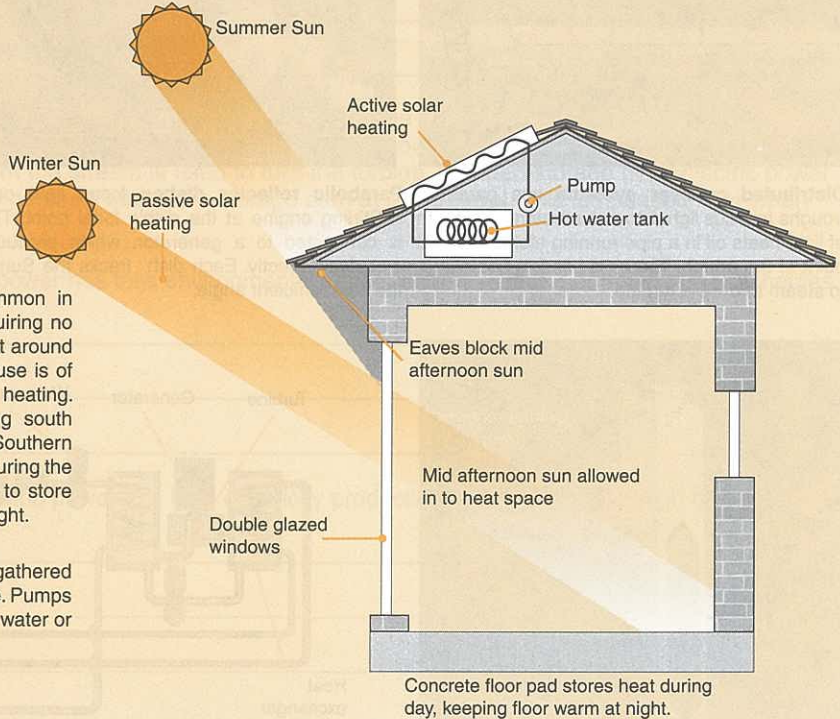 Summer Sun
Active solar
heating
Winter Sun
Passive solar
heating
Pump
Hot water tank
Eaves block mid
afternoon sun
Mid afternoon sun allowed
in to heat space
Double glazed
windows
Concrete floor pad stores heat during
day, keeping floor warm at night.
in
uiring no
t around
use is of
heating.
g south
Southern
uring the
to store
ght.
gathered
Pumps
water or